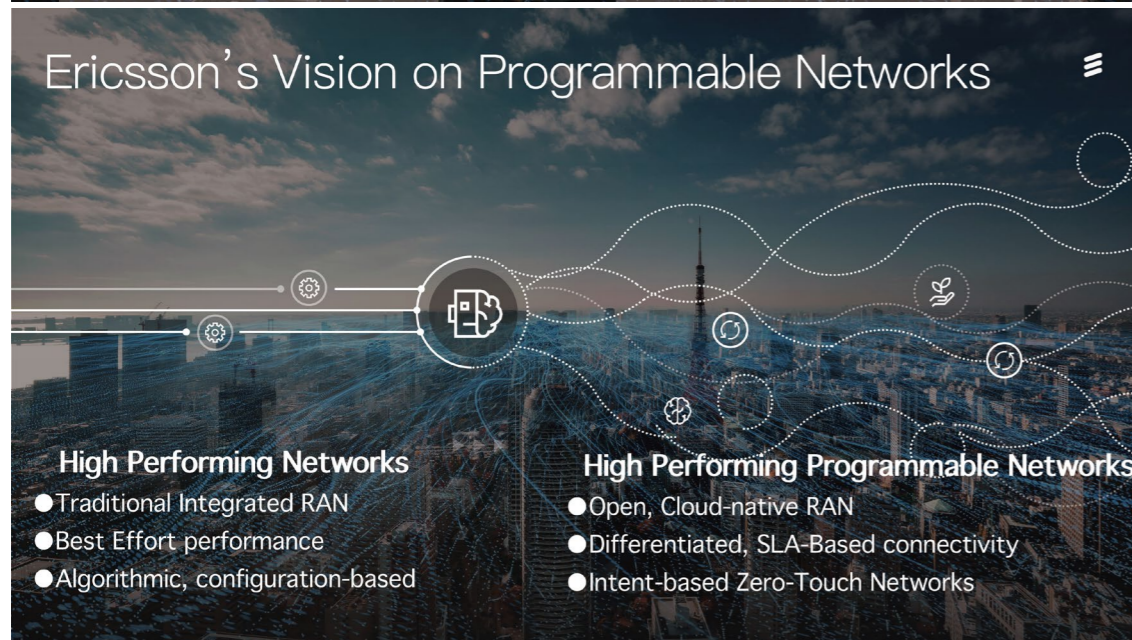 Ericsson’s Vision on Programmable Networks
High Performing Networks
●Traditional Integrated RAN
●Best Effort performance
●Algorithmic, configuration-based
High Performing Programmable Networks
●Open, Cloud-native RAN
●Differentiated, SLA-Based connectivity
●Intent-based Zero-Touch Networks